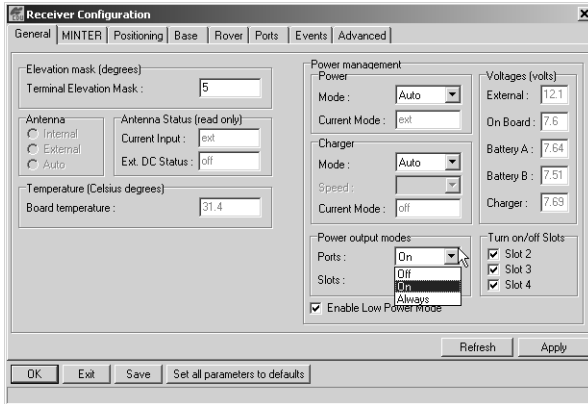 Receiver Configuration
General MINTER Positioning Base Rover Ports Events Advanced
Elevation mask (degrees)
Terminal Elevation Mask : 5
Antenna
Internal
External
Auto
Antenna Status (read only)
Current Input : ext
Ext. DC Status : off
Temperature (Celsius degrees)
Board temperature : 31.4
Power management
Power
Mode : Auto
Current Mode : ext
Charger
Mode : Auto
Speed :
Current Mode : off
Voltages (volts)
External : 12.1
On Board : 7.6
Battery A : 7.64
Battery B : 7.51
Charger : 7.69
Power output modes
Ports : On
Slots :
Off
On
Always
Turn on/off Slots
Slot 2
Slot 3
Slot 4
Enable Low Power Mode
Refresh Apply
OK Exit Save Set all parameters to defaults